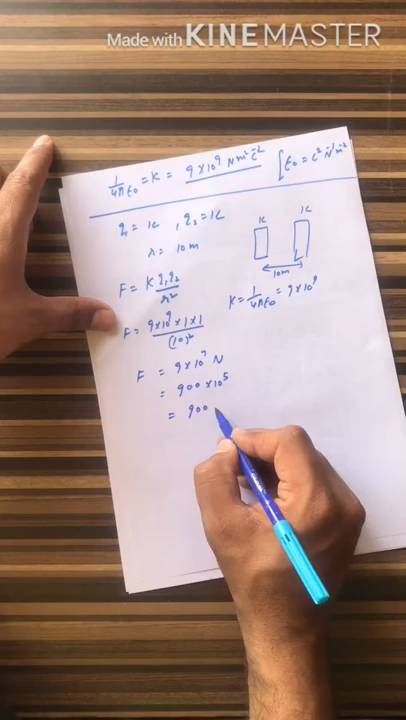 Made with KINEMASTER
1/4πε0 = K = 9×10⁹ Nm²c̄² ∫ε0 = c² N̄¹m̄²
q1 = 1C , q2 = 1C
r = 10m
1C 1C
10m
F = K q1q2/r²
K = 1/4πε0 = 9×10⁹
F = 9×10⁹×1×1/(10)²
F = 9×10⁷ N
= 900×10⁵
= 900